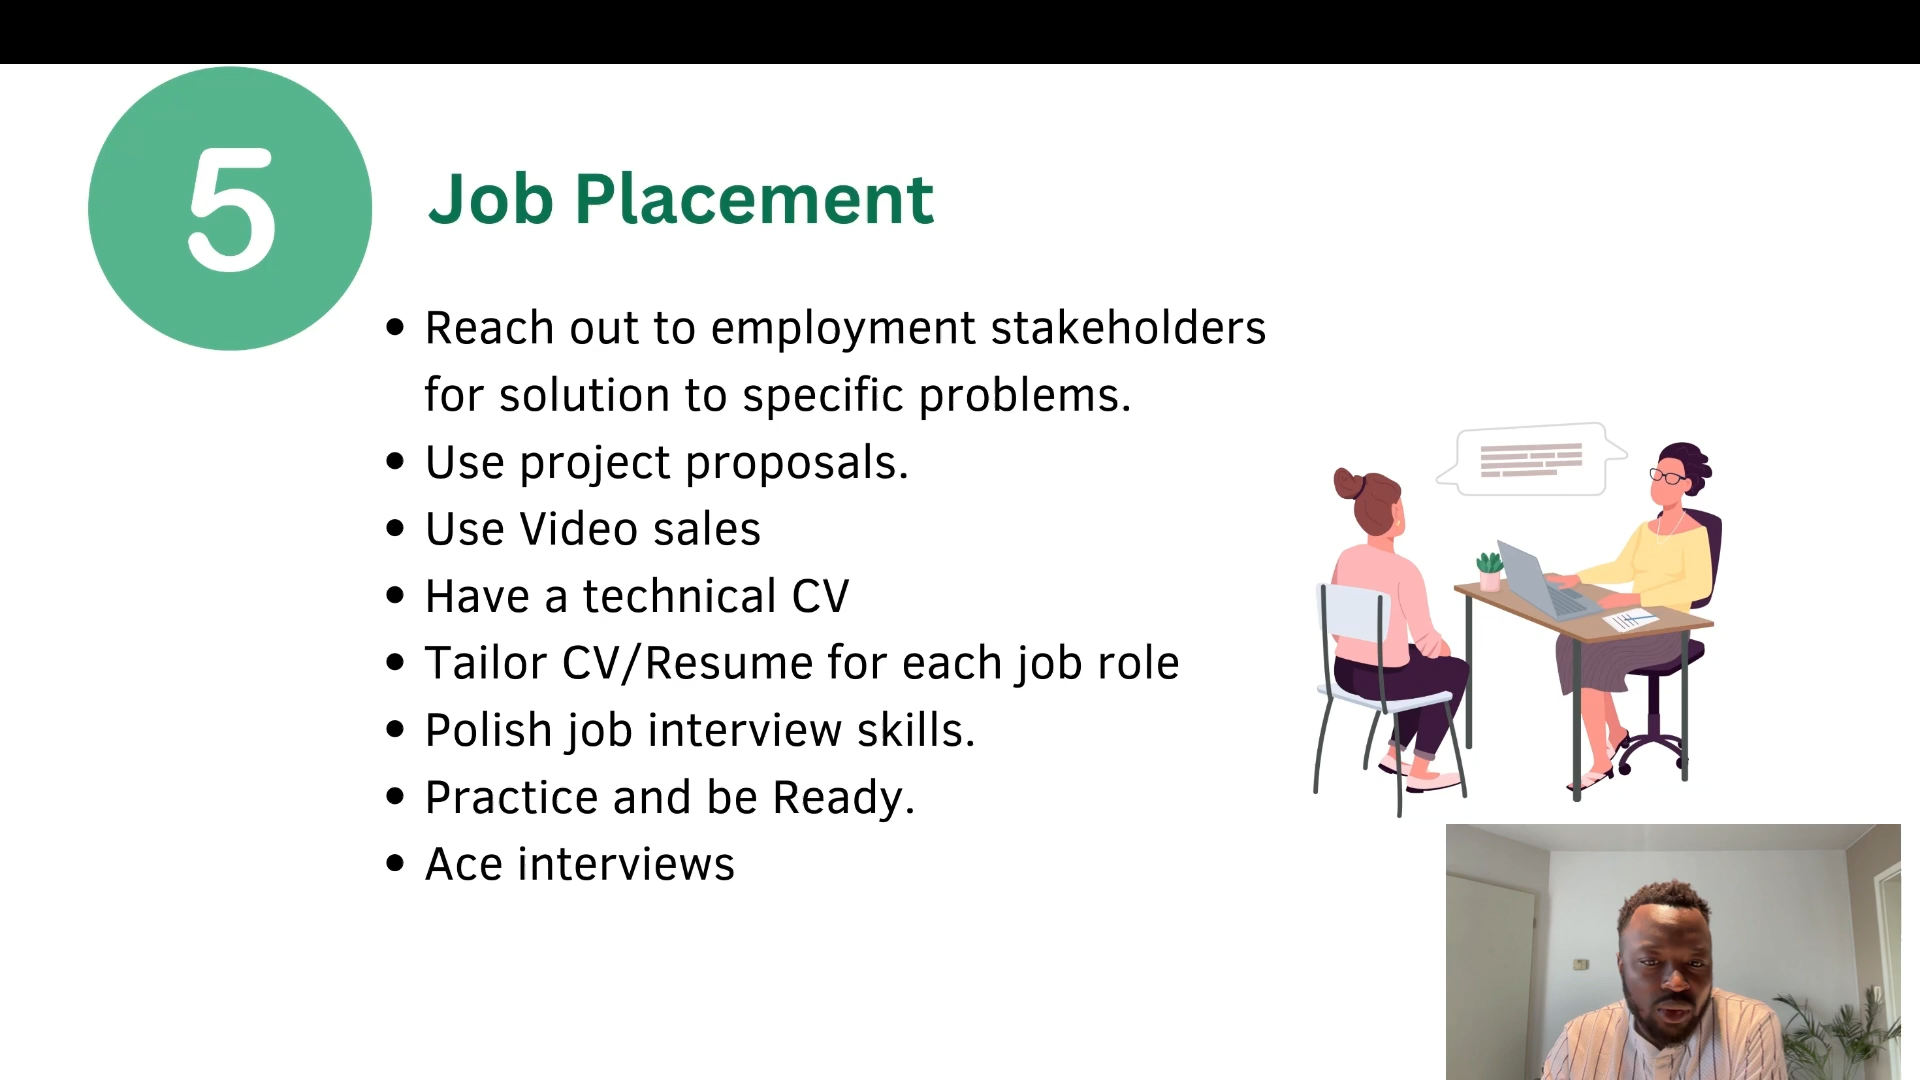 5
Job Placement
• Reach out to employment stakeholders
for solution to specific problems.
• Use project proposals.
• Use Video sales
• Have a technical CV
• Tailor CV/Resume for each job role
• Polish job interview skills.
• Practice and be Ready.
• Ace interviews